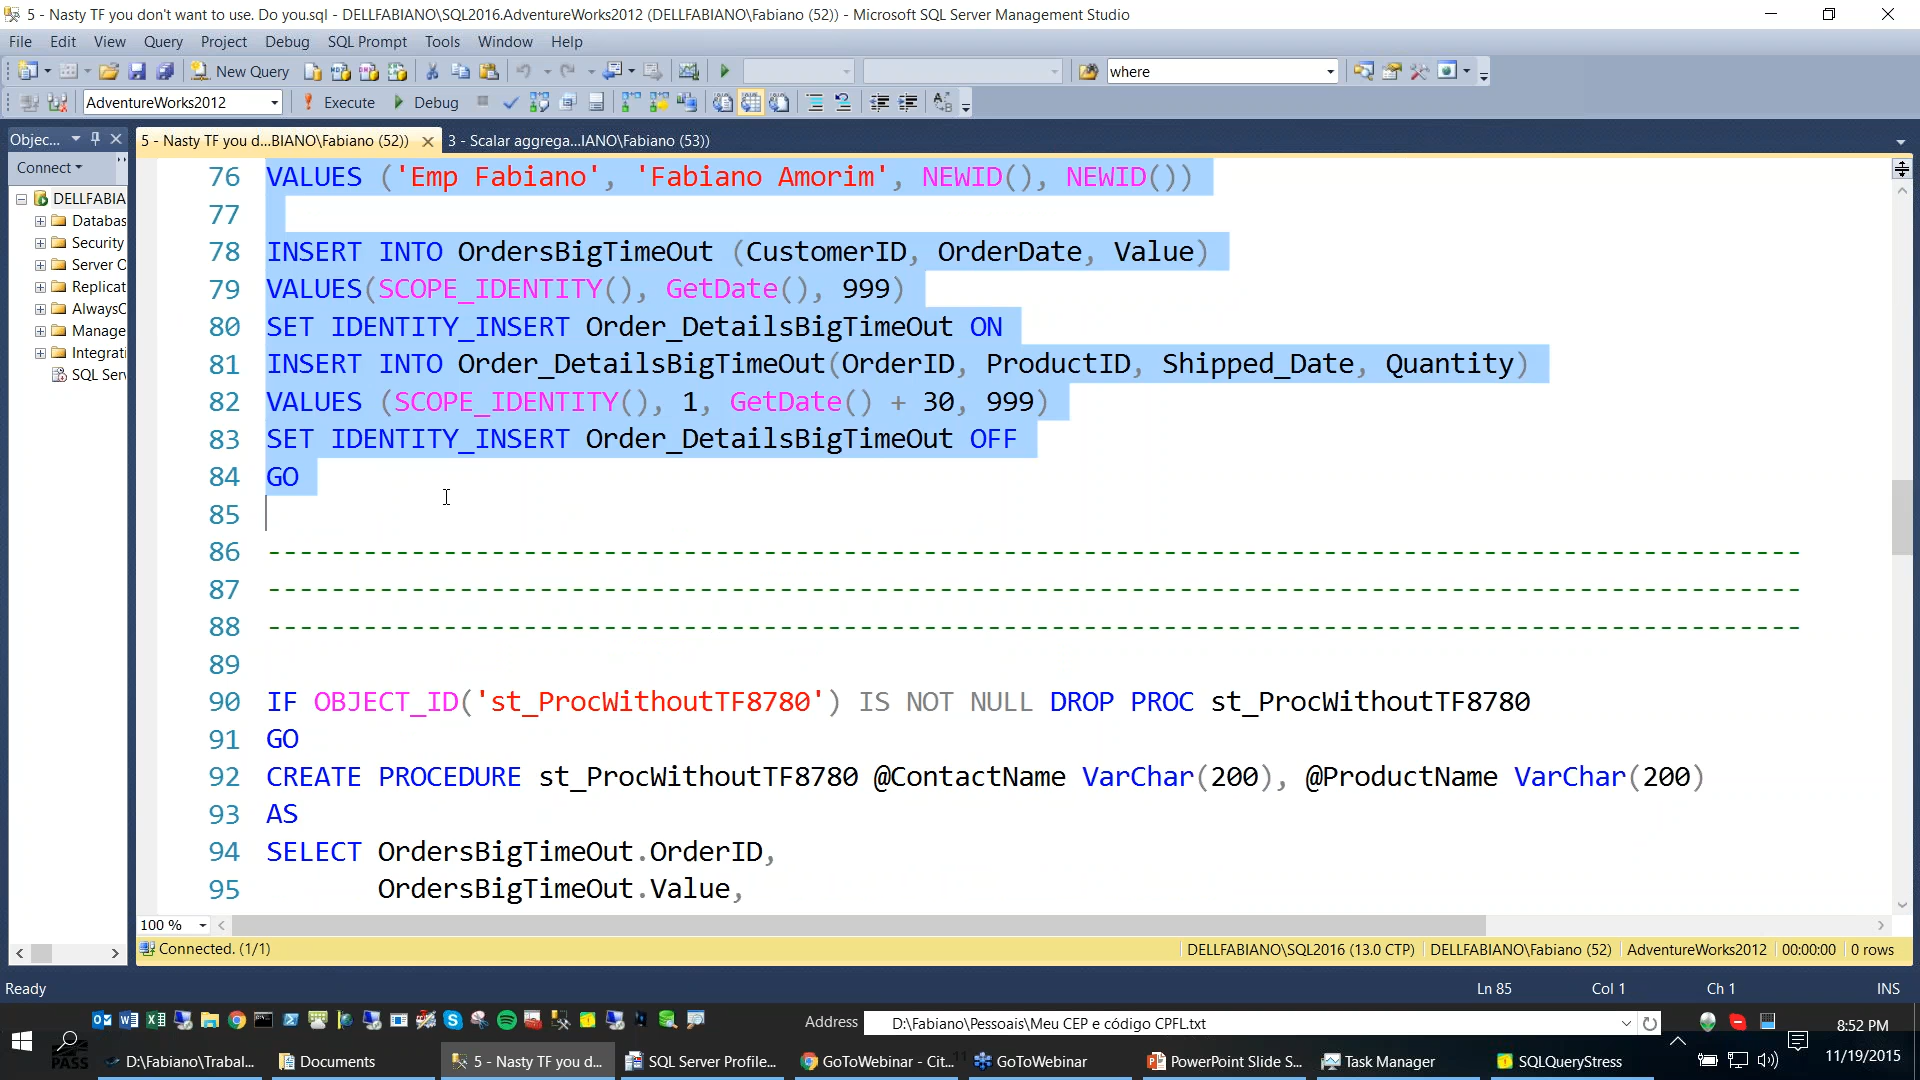 5 - Nasty TF you don't want to use. Do you.sql - DELLFABIANO\SQL2016.AdventureWorks2012 (DELLFABIANO\Fabiano (52)) - Microsoft SQL Server Management Studio
File Edit View Query Project Debug SQL Prompt Tools Window Help
New Query where
AdventureWorks2012 Execute Debug
Objec... 5 - Nasty TF you d...BIANO\Fabiano (52)) 3 - Scalar aggrega...IANO\Fabiano (53))
Connect
DELLFABIA
Databas
Security
Server O
Replicat
AlwaysC
Manage
Integrati
SQL Serv
76 VALUES ('Emp Fabiano', 'Fabiano Amorim', NEWID(), NEWID())
77
78 INSERT INTO OrdersBigTimeOut (CustomerID, OrderDate, Value)
79 VALUES(SCOPE_IDENTITY(), GetDate(), 999)
80 SET IDENTITY_INSERT Order_DetailsBigTimeOut ON
81 INSERT INTO Order_DetailsBigTimeOut(OrderID, ProductID, Shipped_Date, Quantity)
82 VALUES (SCOPE_IDENTITY(), 1, GetDate() + 30, 999)
83 SET IDENTITY_INSERT Order_DetailsBigTimeOut OFF
84 GO
85
86 ------------------------------------------------------------------------------------------------
87 ------------------------------------------------------------------------------------------------
88 ------------------------------------------------------------------------------------------------
89
90 IF OBJECT_ID('st_ProcWithoutTF8780') IS NOT NULL DROP PROC st_ProcWithoutTF8780
91 GO
92 CREATE PROCEDURE st_ProcWithoutTF8780 @ContactName VarChar(200), @ProductName VarChar(200)
93 AS
94 SELECT OrdersBigTimeOut.OrderID,
95 OrdersBigTimeOut.Value,
100 %
Connected. (1/1) DELLFABIANO\SQL2016 (13.0 CTP) DELLFABIANO\Fabiano (52) AdventureWorks2012 00:00:00 0 rows
Ready Ln 85 Col 1 Ch 1 INS
Address D:\Fabiano\Pessoais\Meu CEP e código CPFL.txt
8:52 PM
PASS D:\Fabiano\Trabal... Documents 5 - Nasty TF you d... SQL Server Profile... GoToWebinar - Cit... GoToWebinar PowerPoint Slide S... Task Manager SQLQueryStress
11/19/2015